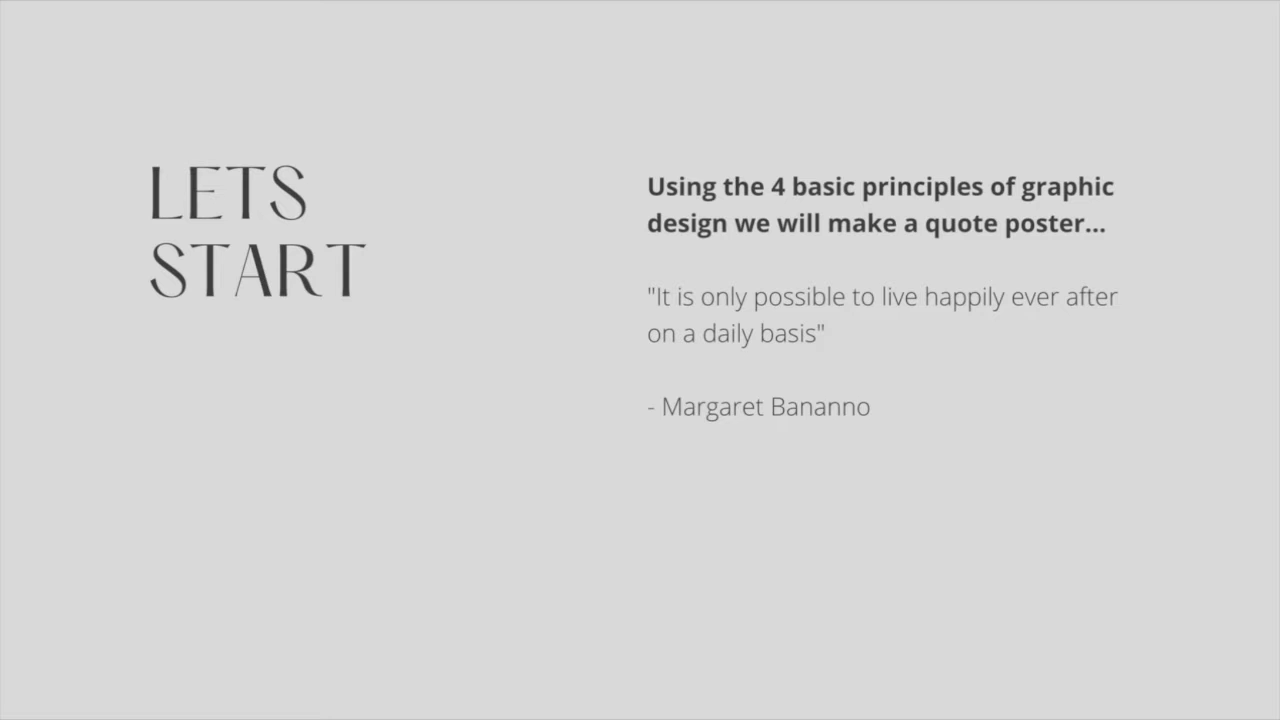 LETS
START
Using the 4 basic principles of graphic
design we will make a quote poster...
"It is only possible to live happily ever after
on a daily basis"
- Margaret Bananno